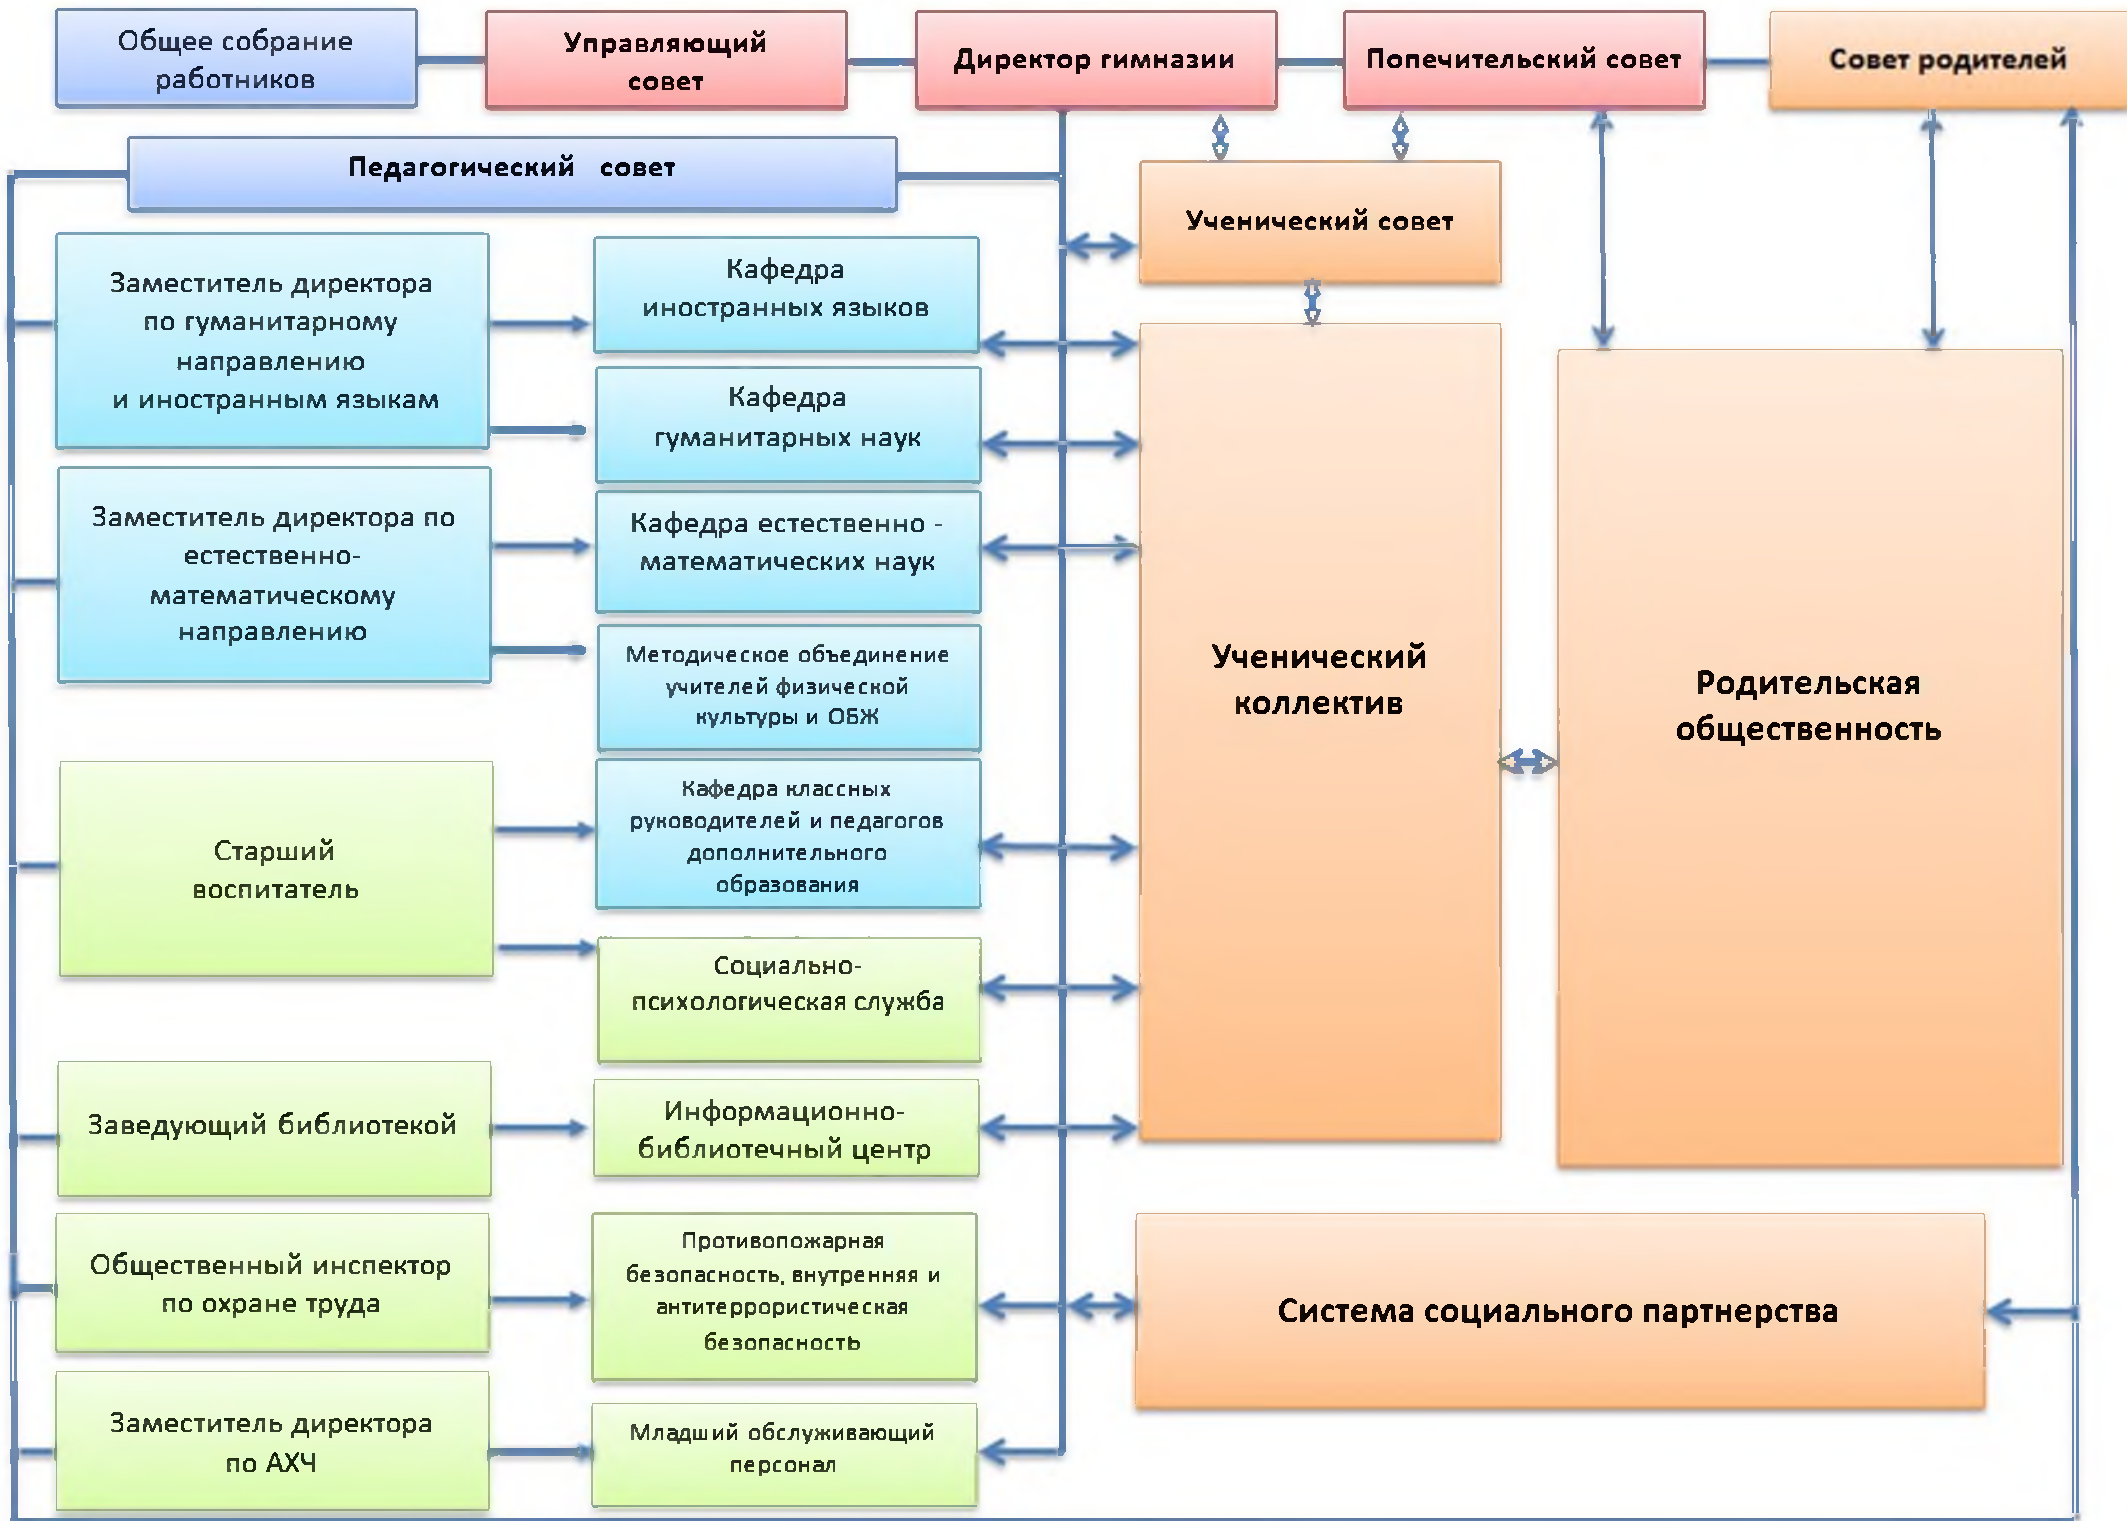 Общее собрание
работников
Управляющий
совет
Директор гимназии
Попечительский совет
Совет родителей
Педагогический совет
Ученический совет
Заместитель директора
по гуманитарному
направлению
и иностранным языкам
Кафедра
иностранных языков
Кафедра
гуманитарных наук
Заместитель директора по
естественно-
математическому
направлению
Кафедра естественно -
математических наук
Методическое объединение
учителей физической
культуры и ОБЖ
Ученический
коллектив
Родительская
общественность
Старший
воспитатель
Кафедра классных
руководителей и педагогов
дополнительного
образования
Социально-
психологическая служба
Заведующий библиотекой
Информационно-
библиотечный центр
Общественный инспектор
по охране труда
Противопожарная
безопасность, внутренняя и
антитеррористическая
безопасность
Система социального партнерства
Заместитель директора
по АХЧ
Младший обслуживающий
персонал